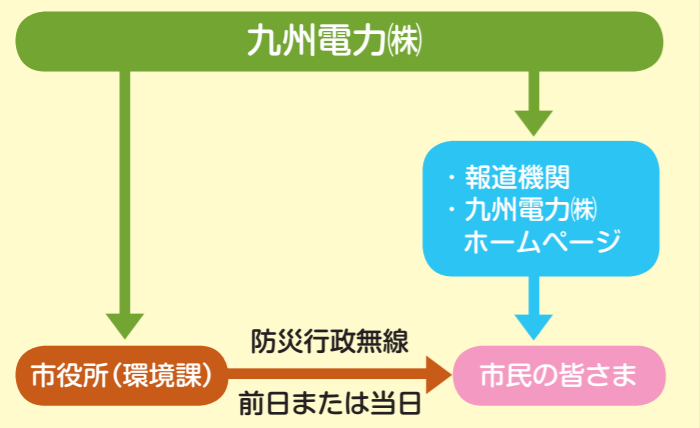 九州電力㈱
・報道機関
・九州電力㈱
ホームページ
防災行政無線
市役所(環境課)
市民の皆さま
前日または当日